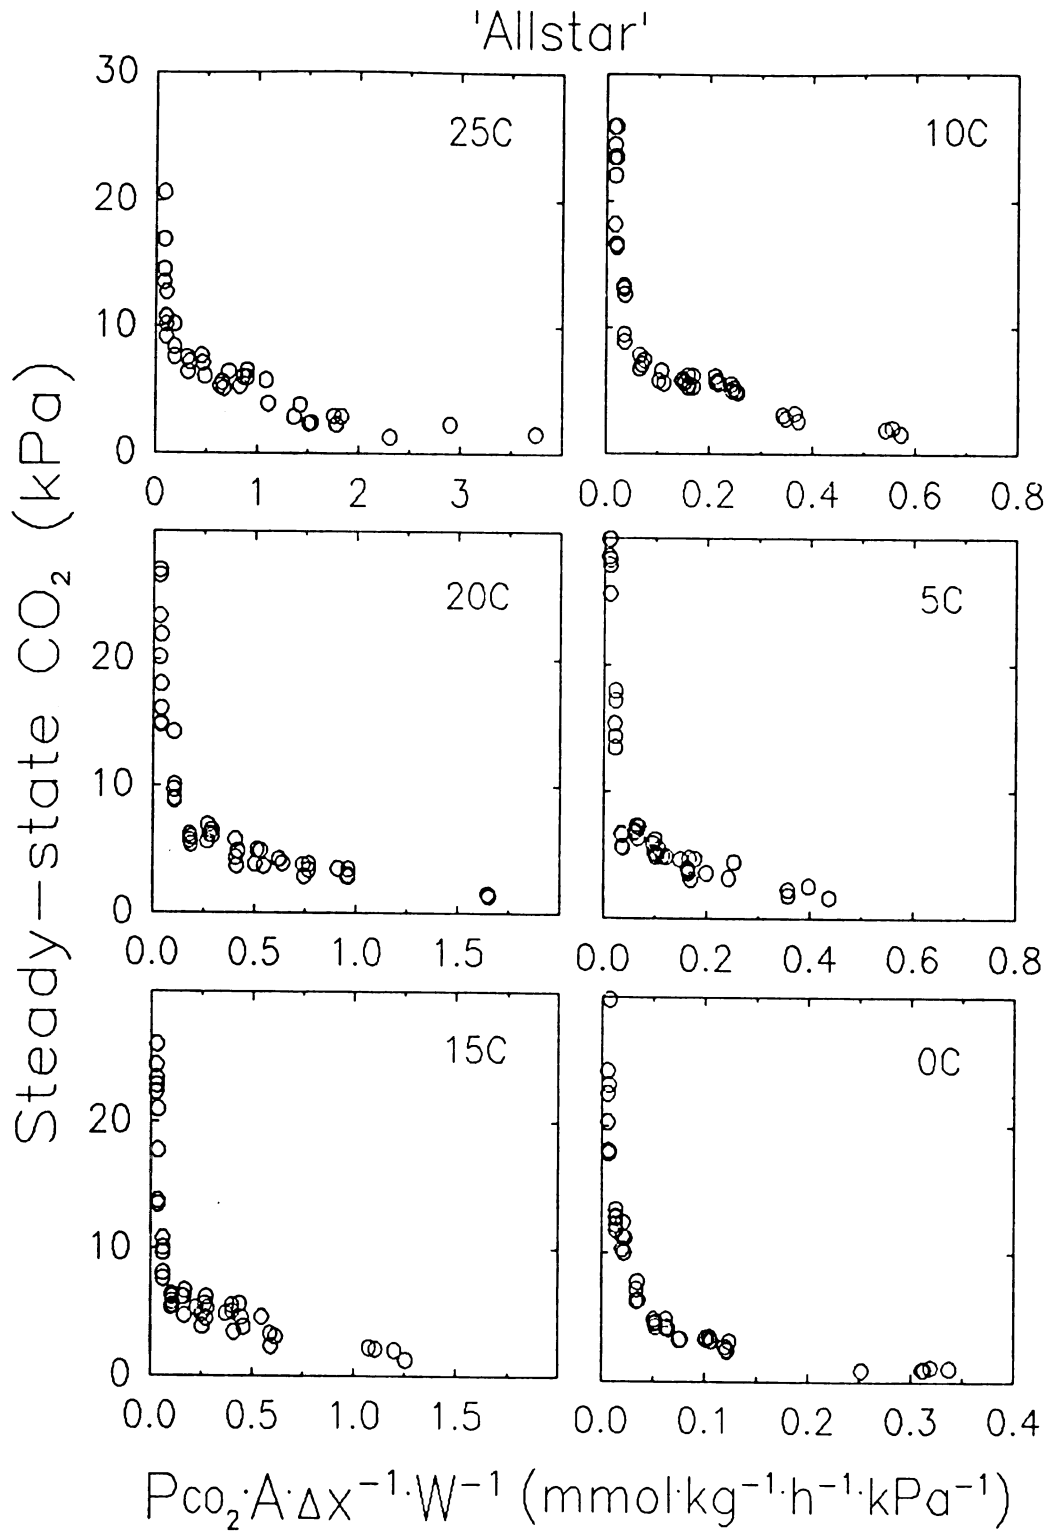 'Allstar'
30
20
10
0
25C
0 1 2 3
10C
0.0 0.2 0.4 0.6 0.8
20
10
0
20C
0.0 0.5 1.0 1.5
5C
0.0 0.2 0.4 0.6 0.8
20
10
0
15C
0.0 0.5 1.0 1.5
0C
0.0 0.1 0.2 0.3 0.4
Steady-state CO₂ (kPa)
Pco₂·A·Δx⁻¹·W⁻¹ (mmol·kg⁻¹·h⁻¹·kPa⁻¹)